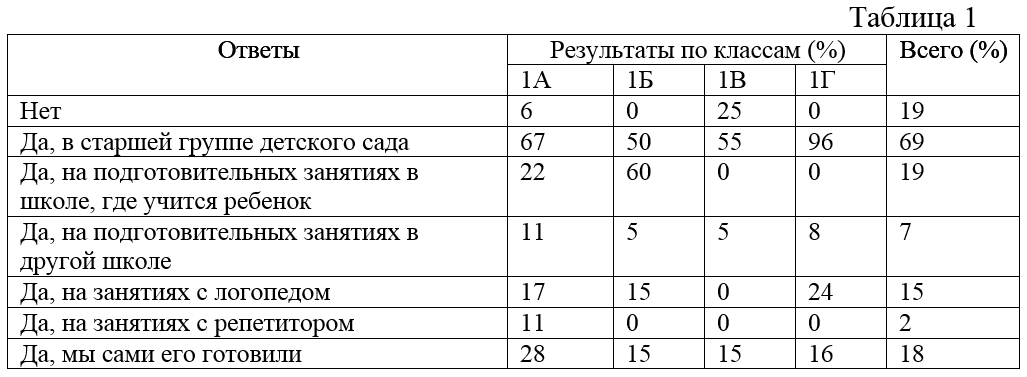 Таблица 1
Ответы Результаты по классам (%) Всего (%)
1А 1Б 1В 1Г
Нет 6 0 25 0 19
Да, в старшей группе детского сада 67 50 55 96 69
Да, на подготовительных занятиях в 22 60 0 0 19
школе, где учится ребенок
Да, на подготовительных занятиях в 11 5 5 8 7
другой школе
Да, на занятиях с логопедом 17 15 0 24 15
Да, на занятиях с репетитором 11 0 0 0 2
Да, мы сами его готовили 28 15 15 16 18